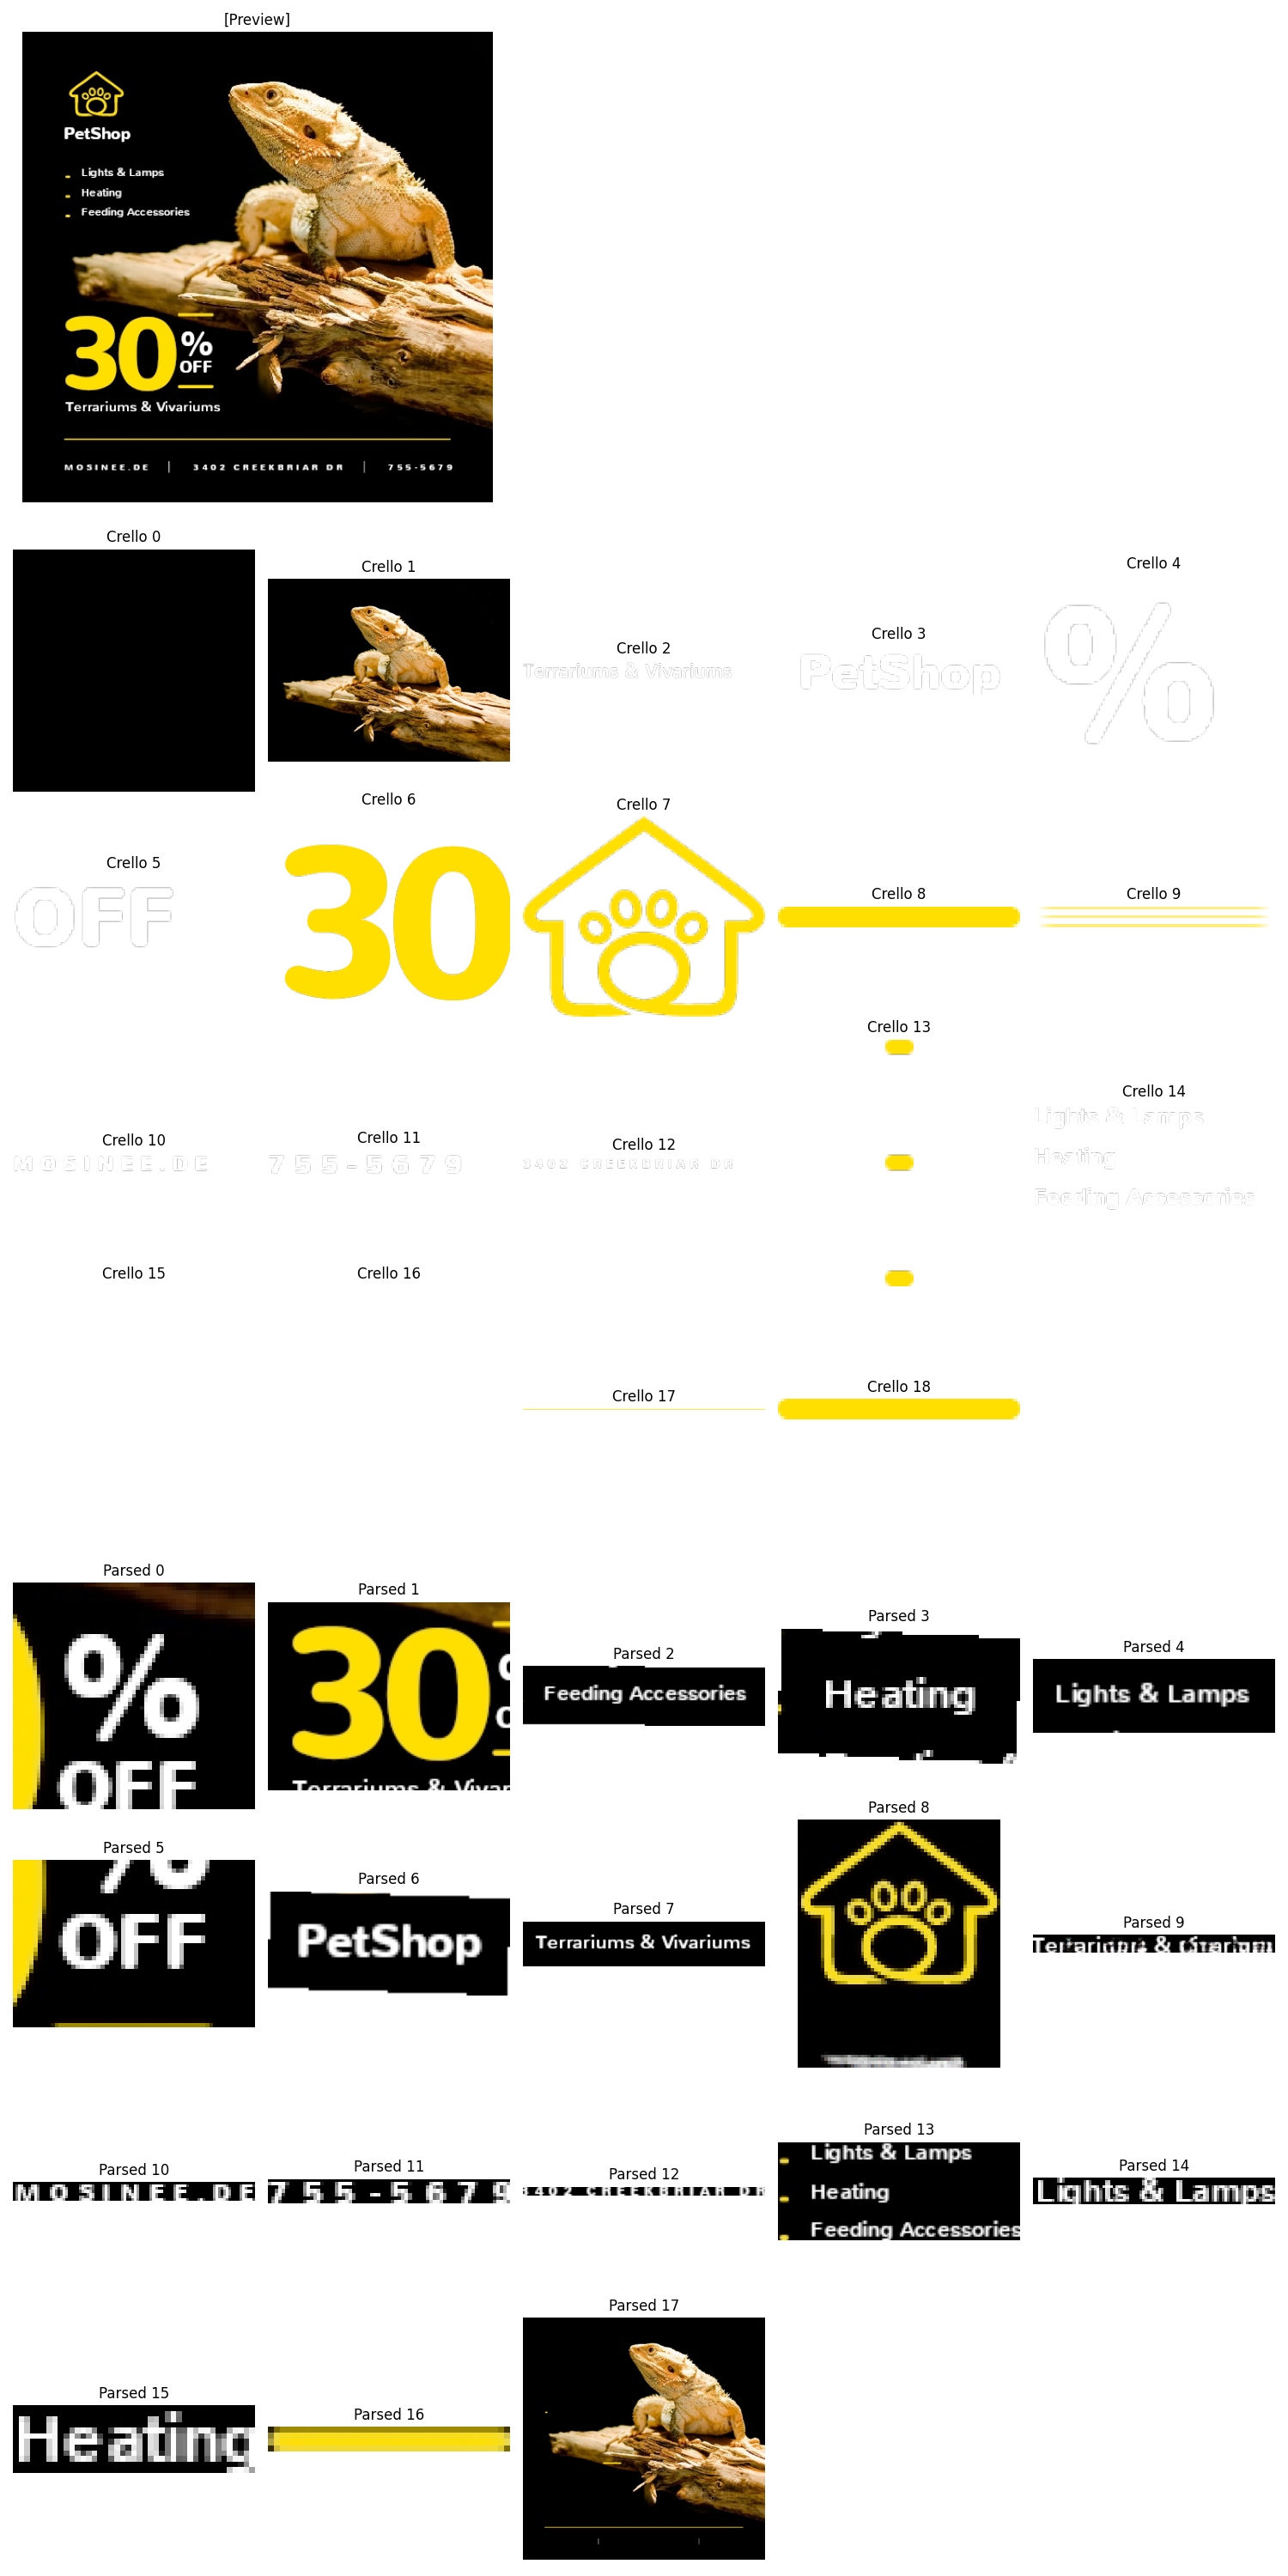 [Preview]
PetShop
Lights & Lamps
Heating
Feeding Accessories
30
%
OFF
Terrariums & Vivariums
MOSINEE.DE | 3402 CREEKBRIAR DR | 755-5679
Crello 0
Crello 1
Crello 2
Terrariums & Vivariums
Crello 3
PetShop
Crello 4
%
Crello 5
OFF
Crello 6
30
Crello 7
Crello 8
Crello 9
Crello 10
MOSINEE.DE
Crello 11
755-5679
Crello 12
3402 CREEKBRIAR DR
Crello 13
Crello 14
Lights & Lamps
Heating
Feeding Accessories
Crello 15
Crello 16
Crello 17
Crello 18
Parsed 0
%
OFF
Parsed 1
30
Terrariums & Vivar
Parsed 2
Feeding Accessories
Parsed 3
Heating
Parsed 4
Lights & Lamps
Parsed 5
%
OFF
Parsed 6
PetShop
Parsed 7
Terrariums & Vivariums
Parsed 8
Parsed 9
Parsed 10
MOSINEE.DE
Parsed 11
755-5679
Parsed 12
3402 CREEKBRIAR DR
Parsed 13
Lights & Lamps
Heating
Feeding Accessories
Parsed 14
Lights & Lamps
Parsed 15
Heating
Parsed 16
Parsed 17